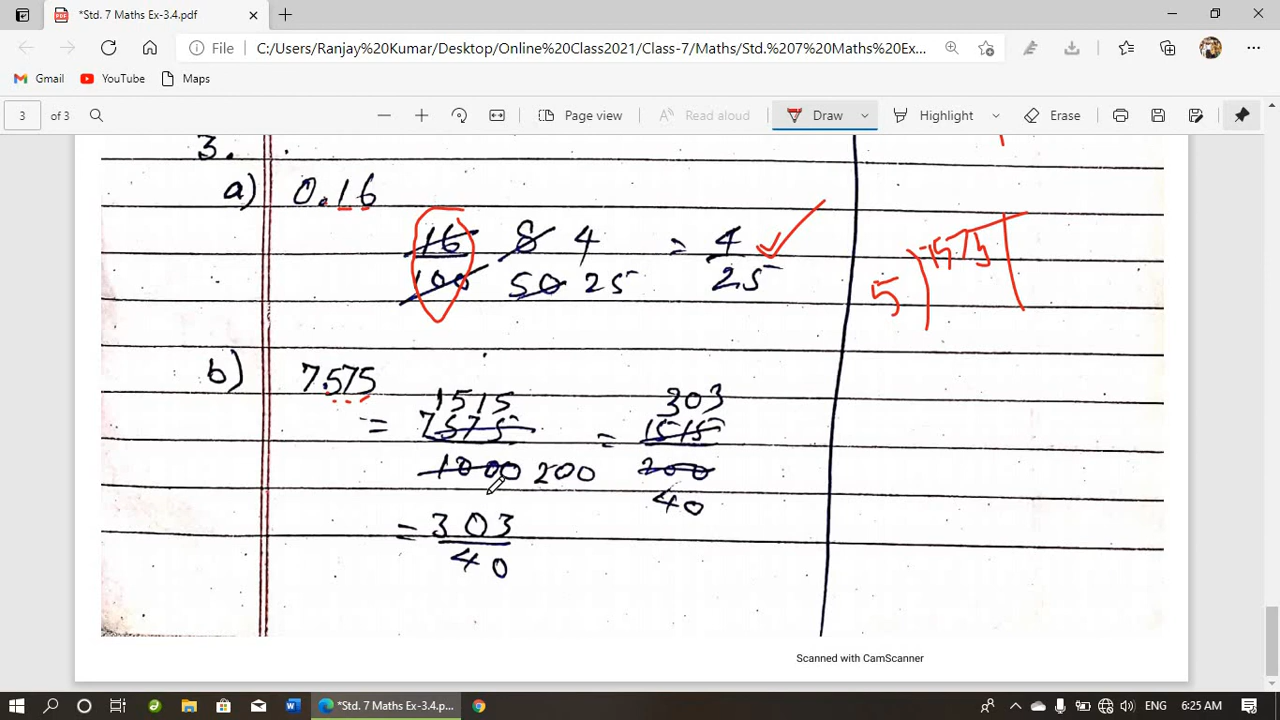 *Std. 7 Maths Ex-3.4.pdf
File C:/Users/Ranjay%20Kumar/Desktop/Online%20Class2021/Class-7/Maths/Std.%207%20Maths%20Ex...
Gmail YouTube Maps
3 of 3 Page view Read aloud Draw Highlight Erase
3.
a) 0.16
16 8 4 = 4
100 50 25 25
5 7575
b) 7.575
1515 303
= 7575 = 1515
1000 200 200
40
= 303
40
Scanned with CamScanner
*Std. 7 Maths Ex-3.4.p... ENG 6:25 AM